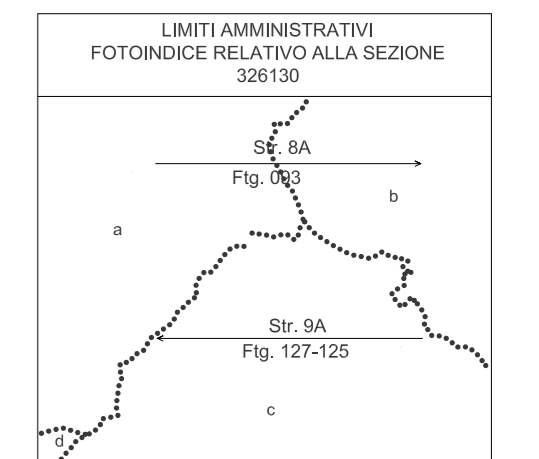 LIMITI AMMINISTRATIVI
FOTOINDICE RELATIVO ALLA SEZIONE
326130
Str. 8A
Ftg. 093
b
a
Str. 9A
Ftg. 127-125
c
d